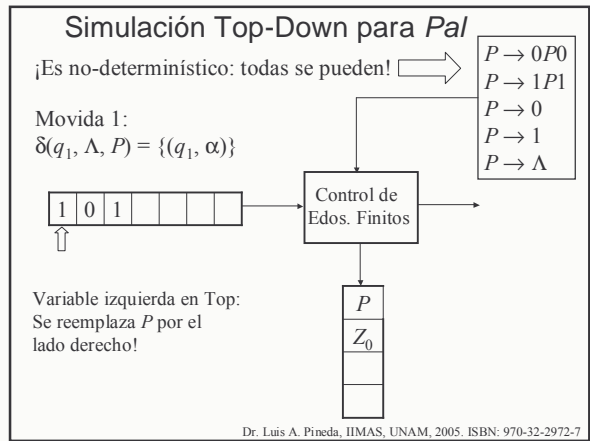 Simulación Top-Down para Pal
¡Es no-determinístico: todas se pueden!
P → 0P0
P → 1P1
P → 0
P → 1
P → Λ
Movida 1:
δ(q₁, Λ, P) = {(q₁, α)}
1 0 1
Control de
Edos. Finitos
Variable izquierda en Top:
Se reemplaza P por el
lado derecho!
P
Z₀
Dr. Luis A. Pineda, IIMAS, UNAM, 2005. ISBN: 970-32-2972-7